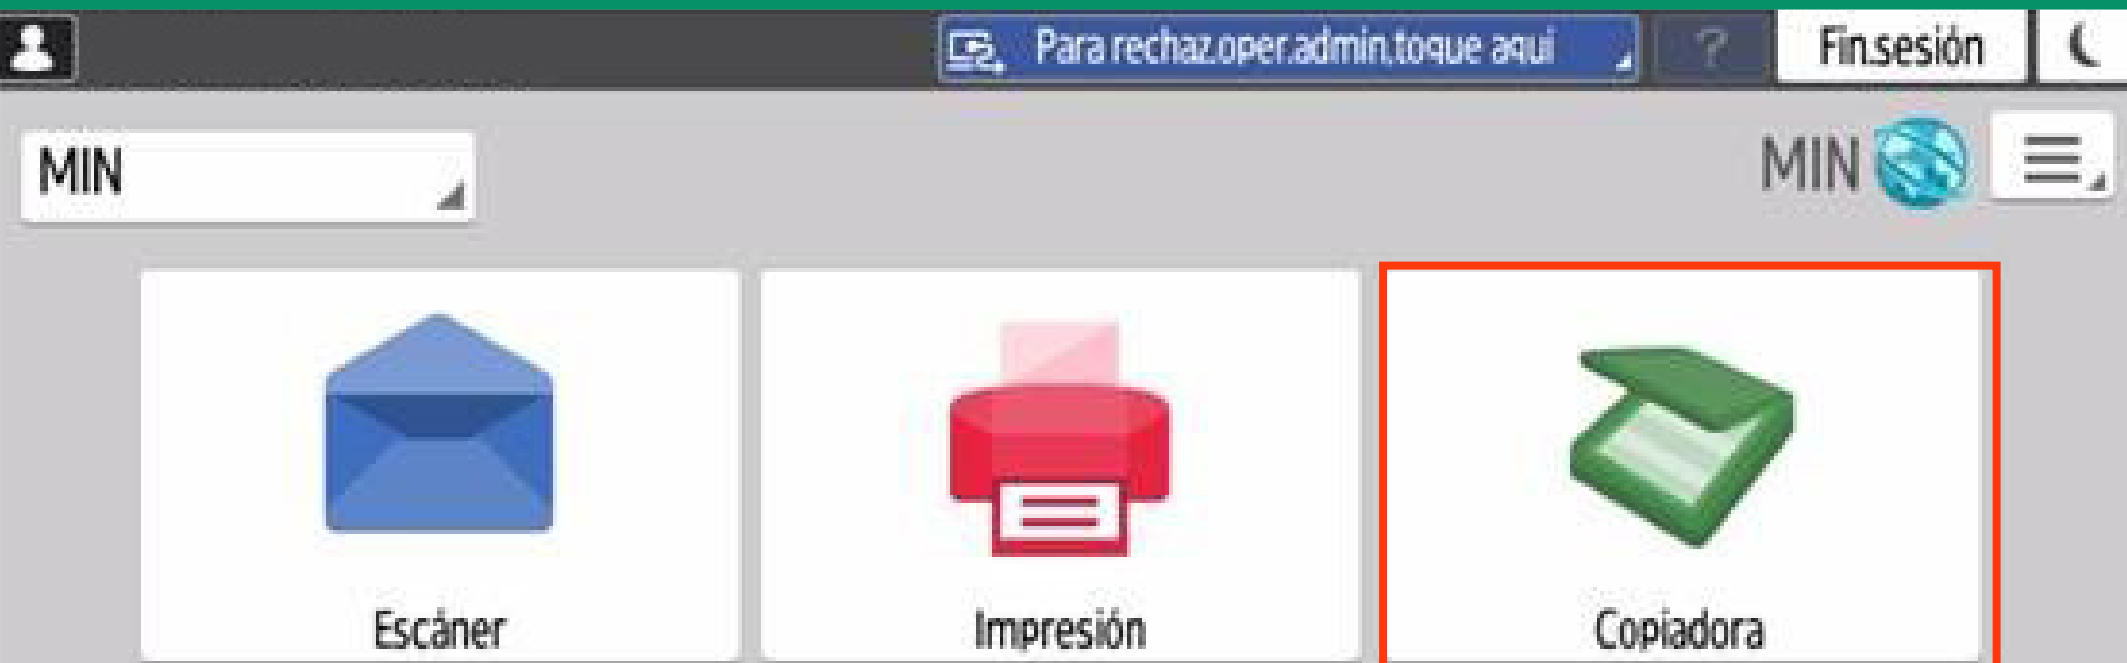 Para rechaz.oper.admin,toque aquí
?
Fin.sesión
MIN
MIN
Escáner
Impresión
Copiadora